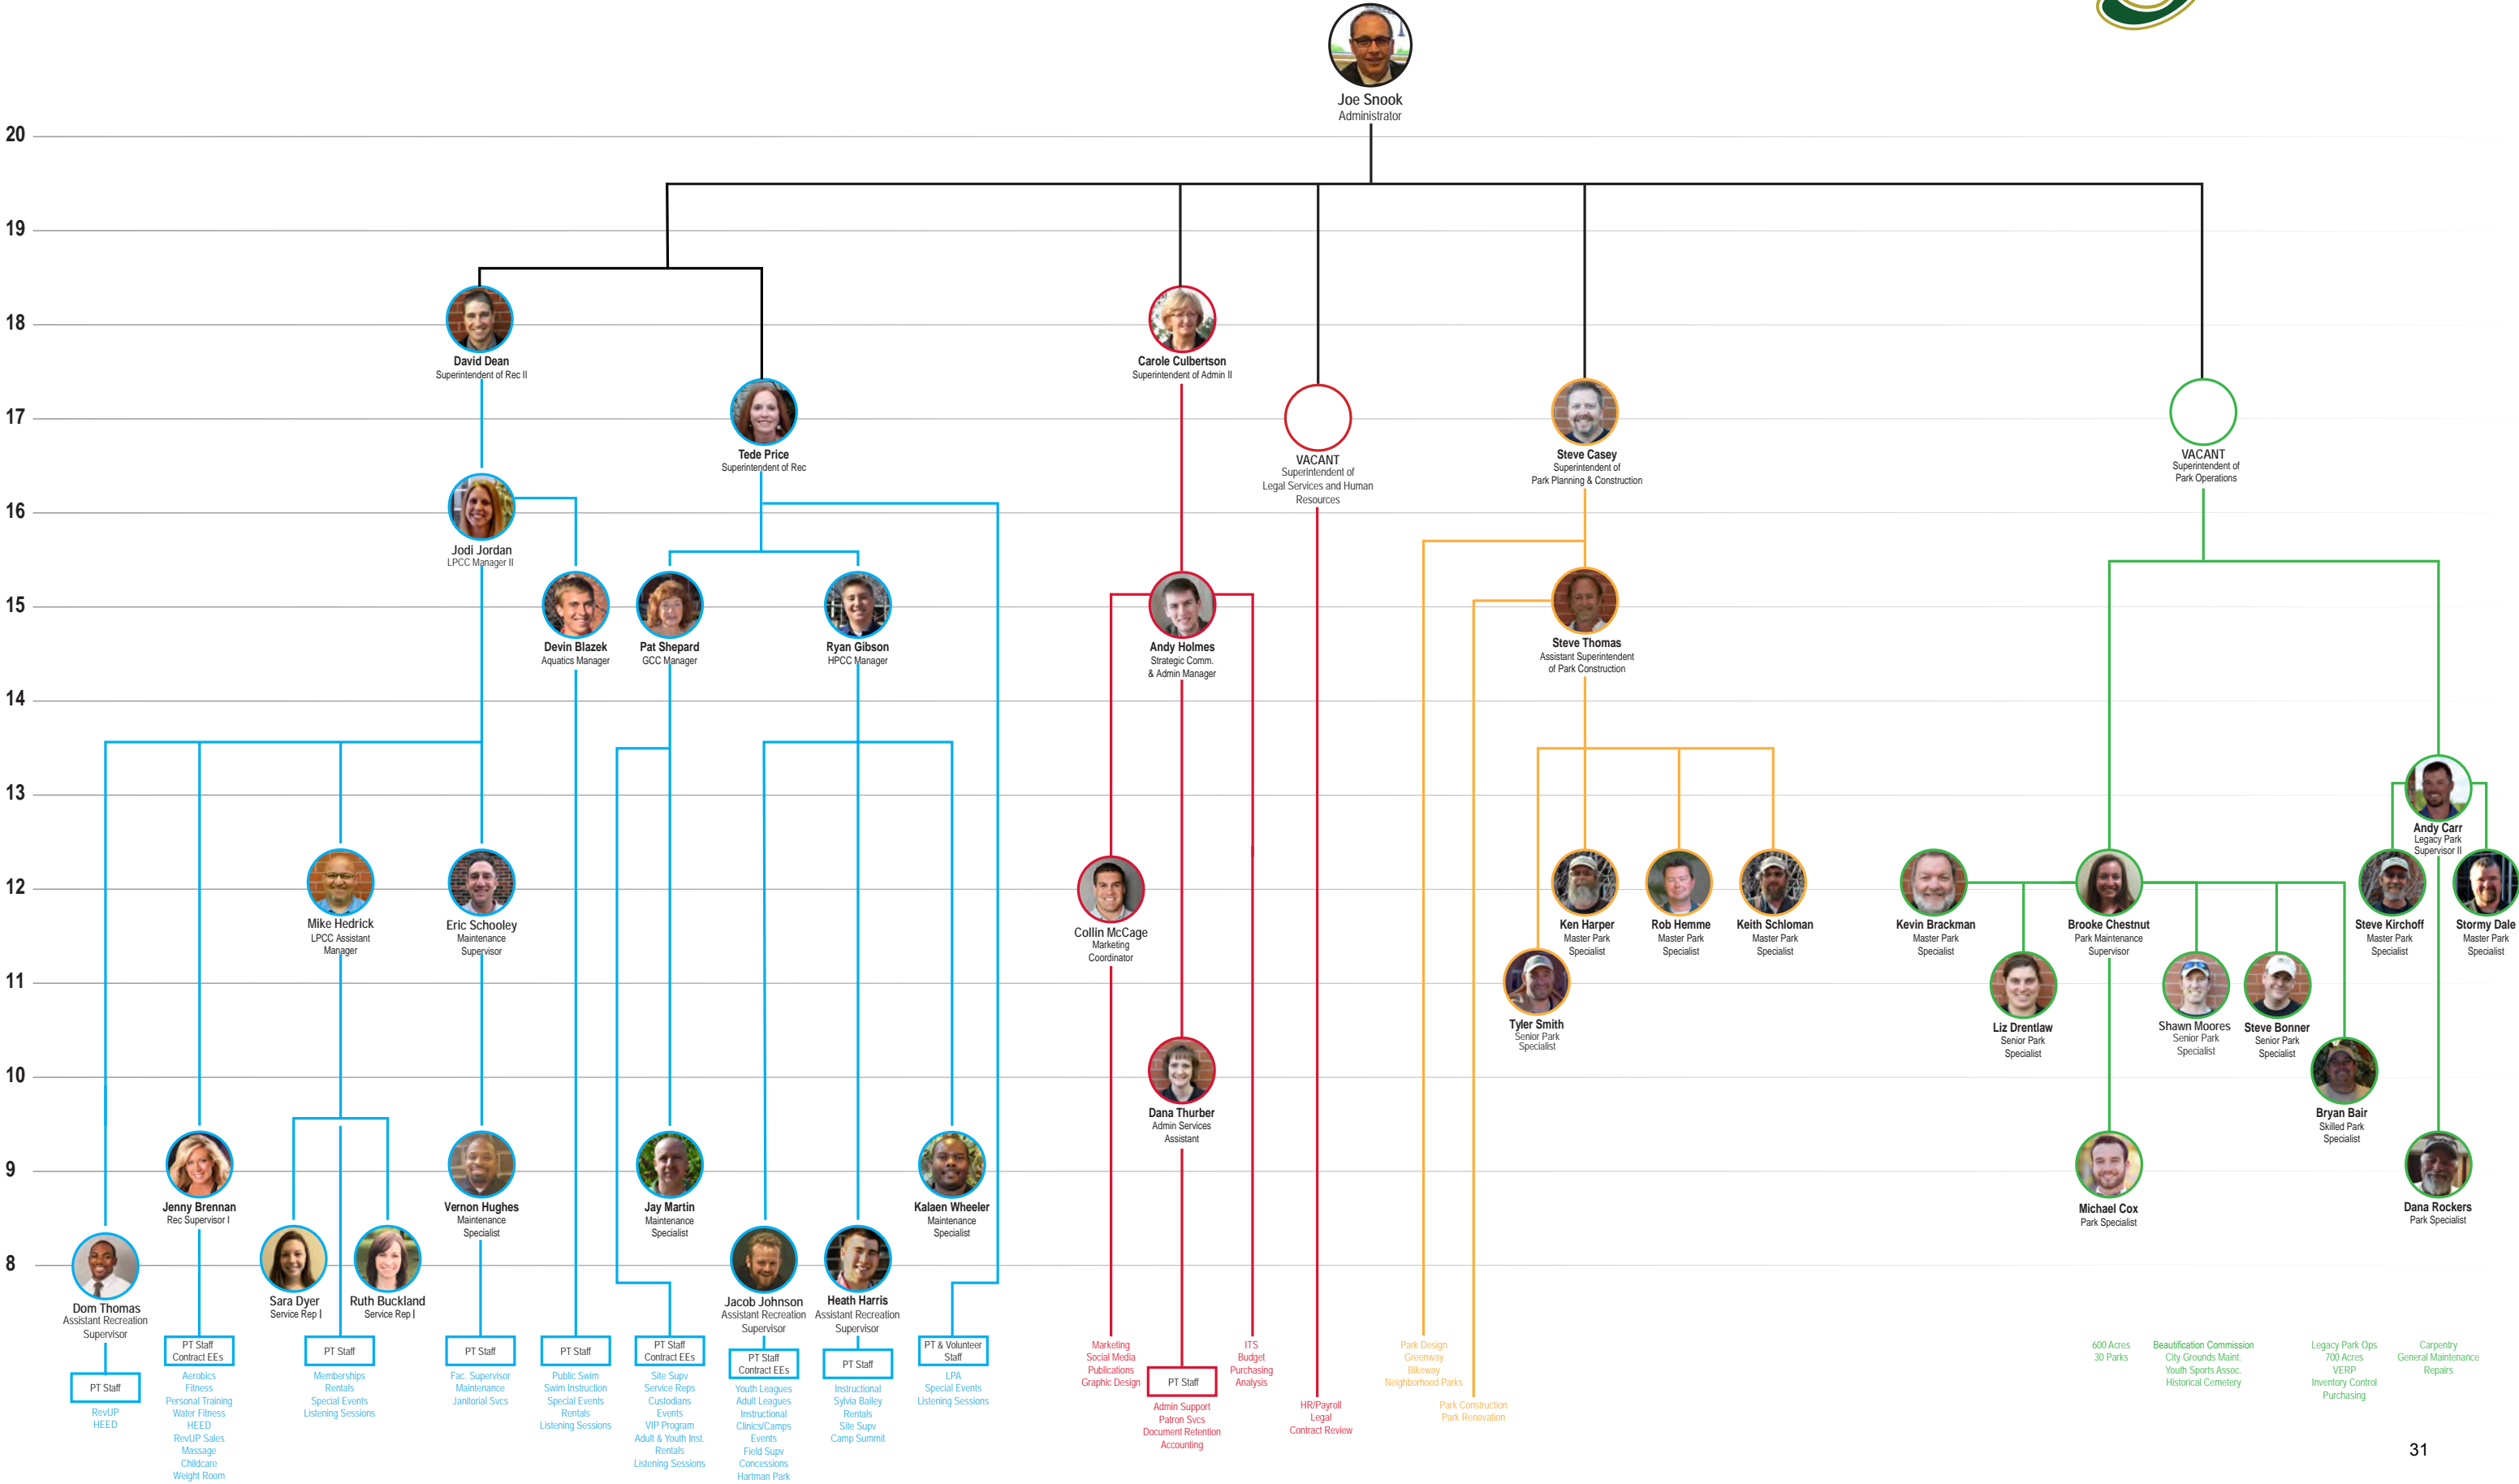 Joe Snook
Administrator
20
19
18
David Dean
Superintendent of Rec II
Carole Culbertson
Superintendent of Admin II
17
Tede Price
Superintendent of Rec
VACANT
Superintendent of
Legal Services and Human
Resources
Steve Casey
Superintendent of
Park Planning & Construction
VACANT
Superintendent of
Park Operations
16
Jodi Jordan
LPCC Manager II
15
Devin Blazek
Aquatics Manager
Pat Shepard
GCC Manager
Ryan Gibson
HPCC Manager
Andy Holmes
Strategic Comm.
& Admin Manager
Steve Thomas
Assistant Superintendent
of Park Construction
14
13
Andy Carr
Legacy Park
Supervisor II
12
Mike Hedrick
LPCC Assistant
Manager
Eric Schooley
Maintenance
Supervisor
Collin McCage
Marketing
Coordinator
Ken Harper
Master Park
Specialist
Rob Hemme
Master Park
Specialist
Keith Schloman
Master Park
Specialist
Kevin Brackman
Master Park
Specialist
Brooke Chestnut
Park Maintenance
Supervisor
Steve Kirchoff
Master Park
Specialist
Stormy Dale
Master Park
Specialist
11
Tyler Smith
Senior Park
Specialist
Liz Drentlaw
Senior Park
Specialist
Shawn Moores
Senior Park
Specialist
Steve Bonner
Senior Park
Specialist
10
Dana Thurber
Admin Services
Assistant
Bryan Bair
Skilled Park
Specialist
9
Jenny Brennan
Rec Supervisor I
Vernon Hughes
Maintenance
Specialist
Jay Martin
Maintenance
Specialist
Kalaen Wheeler
Maintenance
Specialist
Michael Cox
Park Specialist
Dana Rockers
Park Specialist
8
Dom Thomas
Assistant Recreation
Supervisor
Sara Dyer
Service Rep I
Ruth Buckland
Service Rep I
Jacob Johnson
Assistant Recreation
Supervisor
Heath Harris
Assistant Recreation
Supervisor
PT Staff
RevUP
HEED
PT Staff
Contract EEs
Aerobics
Fitness
Personal Training
Water Fitness
HEED
RevUP Sales
Massage
Childcare
Weight Room
PT Staff
Memberships
Rentals
Special Events
Listening Sessions
PT Staff
Fac. Supervisor
Maintenance
Janitorial Svcs
PT Staff
Public Swim
Swim Instruction
Special Events
Rentals
Listening Sessions
PT Staff
Contract EEs
Site Supv
Service Reps
Custodians
Events
VIP Program
Adult & Youth Inst.
Rentals
Listening Sessions
PT Staff
Contract EEs
Youth Leagues
Adult Leagues
Instructional
Clinics/Camps
Events
Field Supv
Concessions
Hartman Park
PT Staff
Instructional
Sylvia Bailey
Rentals
Site Supv
Camp Summit
PT & Volunteer
Staff
LPA
Special Events
Listening Sessions
Marketing
Social Media
Publications
Graphic Design
PT Staff
Admin Support
Patron Svcs
Document Retention
Accounting
ITS
Budget
Purchasing
Analysis
HR/Payroll
Legal
Contract Review
Park Design
Greenway
Bikeway
Neighborhood Parks
Park Construction
Park Renovation
600 Acres
30 Parks
Beautification Commission
City Grounds Maint.
Youth Sports Assoc.
Historical Cemetery
Legacy Park Ops
700 Acres
VERP
Inventory Control
Purchasing
Carpentry
General Maintenance
Repairs
31